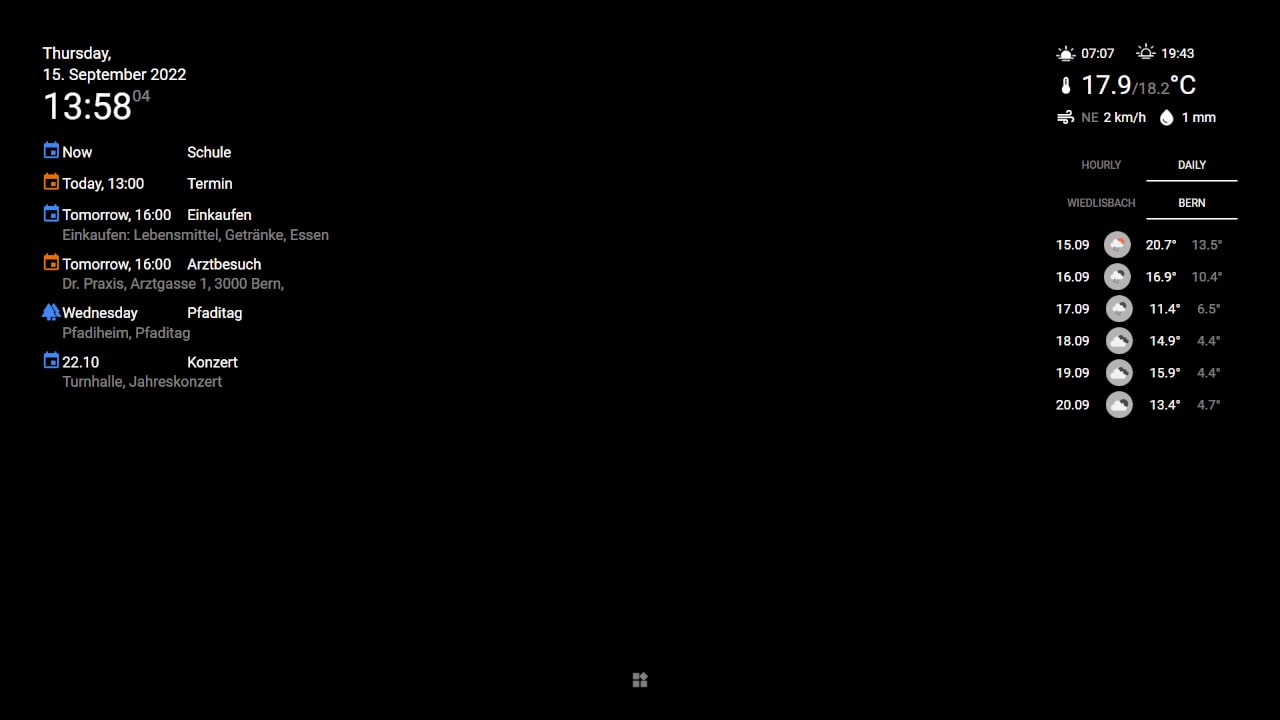 Thursday,
15. September 2022
13:58 04
Now Schule
Today, 13:00 Termin
Tomorrow, 16:00 Einkaufen
Einkaufen: Lebensmittel, Getränke, Essen
Tomorrow, 16:00 Arztbesuch
Dr. Praxis, Arztgasse 1, 3000 Bern,
Wednesday Pfaditag
Pfadiheim, Pfaditag
22.10 Konzert
Turnhalle, Jahreskonzert
07:07 19:43
17.9/18.2°C
NE 2 km/h 1 mm
HOURLY DAILY
WIEDLISBACH BERN
15.09 20.7° 13.5°
16.09 16.9° 10.4°
17.09 11.4° 6.5°
18.09 14.9° 4.4°
19.09 15.9° 4.4°
20.09 13.4° 4.7°